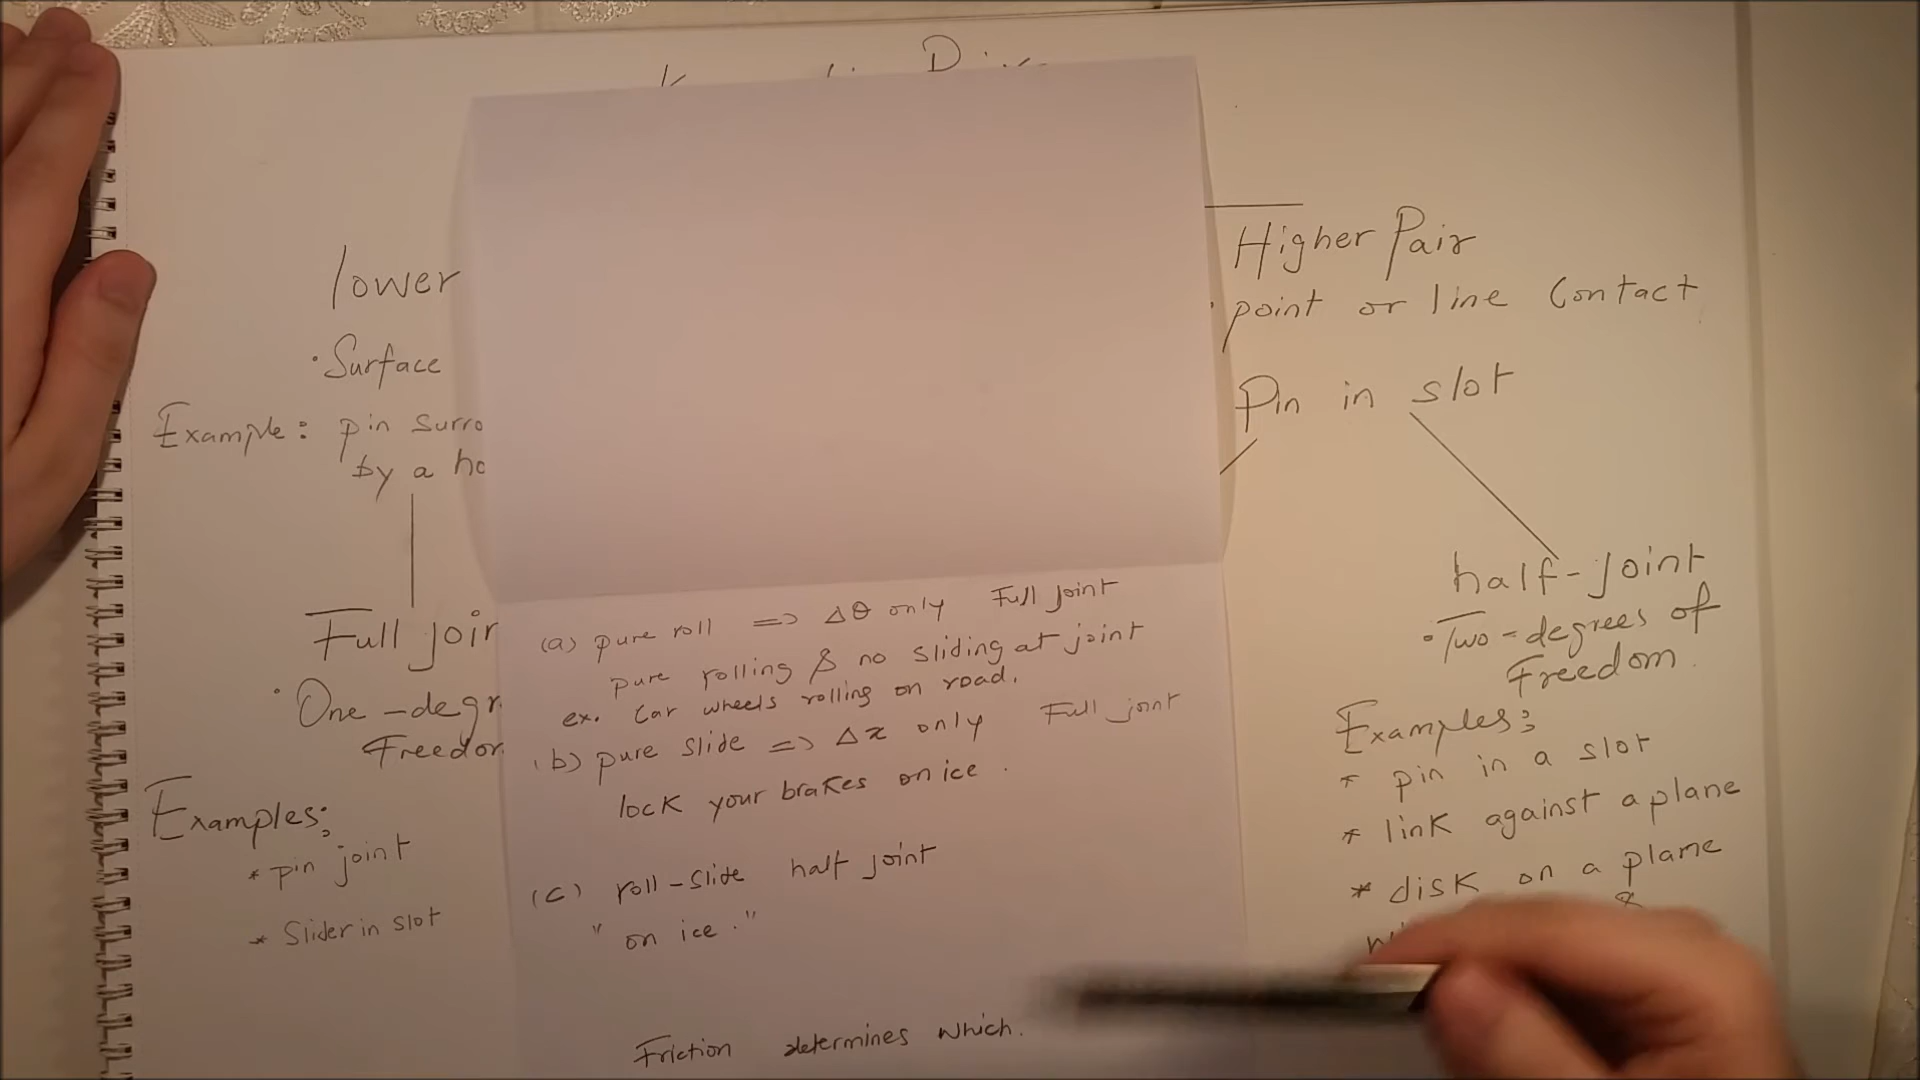 lower
· Surface
Example: pin surro
by a ho
Full join
· One-degr
Freedom
Examples:
* pin joint
* Slider in slot
(a) pure roll => Δθ only Full joint
pure rolling & no sliding at joint
ex. Car wheels rolling on road.
(b) pure slide => Δx only Full joint
lock your brakes on ice.
(c) roll-slide half joint
"on ice."
Friction determines which.
Higher Pair
· point or line Contact
Pin in slot
half-joint
· Two-degrees of
Freedom.
Examples:
* pin in a slot
* link against a plane
* disk on a plane